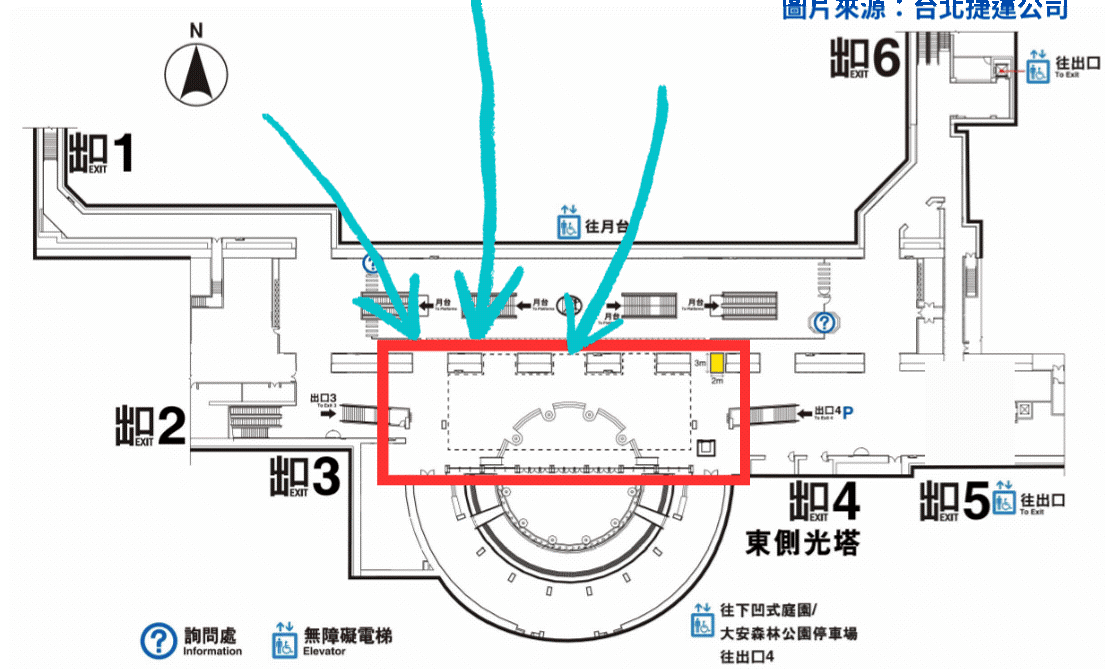 圖片來源：台北捷運公司
N
出口6
EXIT
往出口
To Exit
出口1
EXIT
往月台
?
月台
To Platforms
月台
To Platforms
月台
To Platforms
月台
To Platforms
?
3m
2m
出口3
To Exit 3
出口4 P
To Exit 4
出口2
EXIT
出口3
EXIT
出口4
EXIT
東側光塔
出口5
EXIT
往出口
To Exit
? 詢問處
Information
無障礙電梯
Elevator
往下凹式庭園/
大安森林公園停車場
往出口4